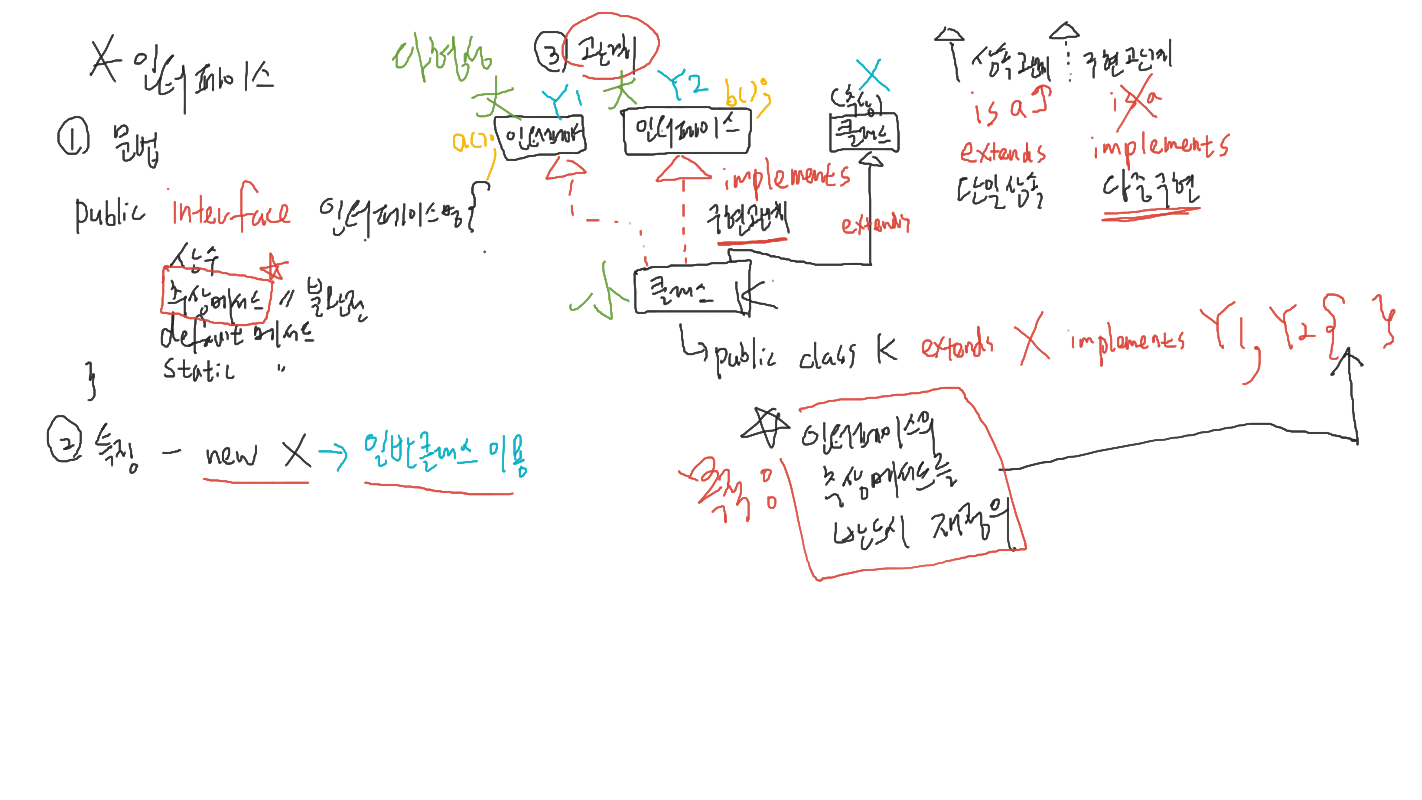 * 인터페이스
① 문법
public interface 인터페이스명 {
상수
추상메서드 // 불완전
default 메서드
static 〃
}
② 특징 - new X → 일반클래스 이용
다형성
③ 관계
大 Y1 大 Y2 X
a(); b();
인터페이스 인터페이스 (추상) 클래스
implements
구현관계
extends
小 클래스 K
↳ public class K extends X implements Y1, Y2 { }
상속관계 구현관계
is a is a
extends implements
단일상속 다중구현
☆ 인터페이스의
목적: 추상메서드를
반드시 재정의